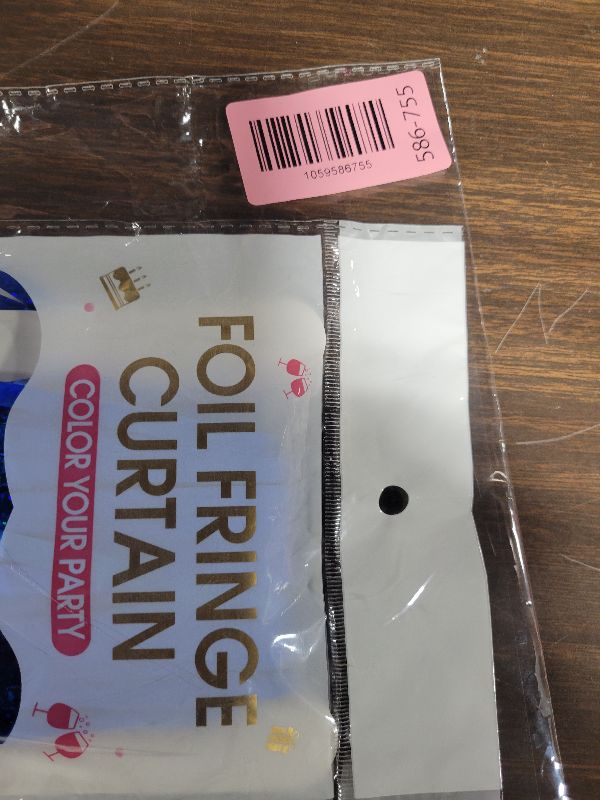 1059586755
586-755
FOIL FRINGE
CURTAIN
COLOR YOUR PARTY